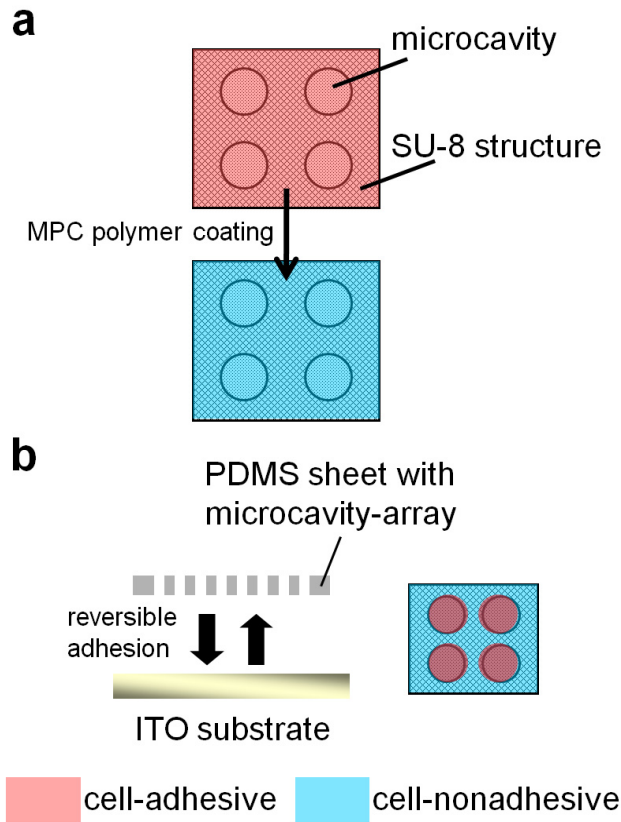 a
microcavity
SU-8 structure
MPC polymer coating
b
PDMS sheet with
microcavity-array
reversible
adhesion
ITO substrate
cell-adhesive
cell-nonadhesive